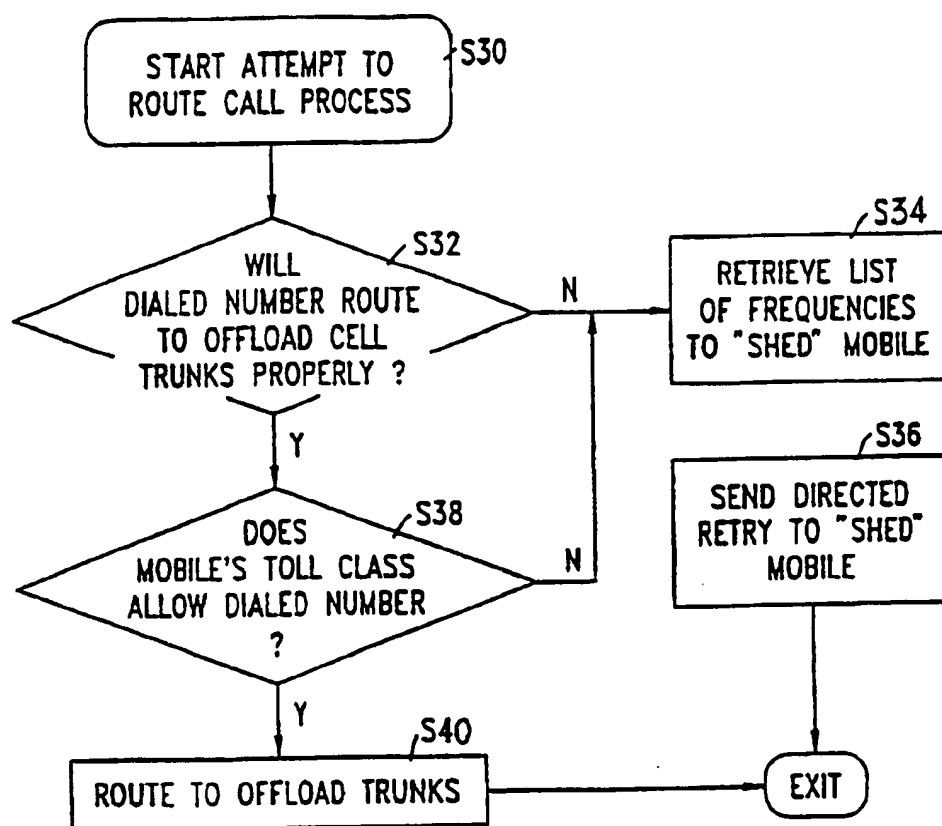 START ATTEMPT TO
ROUTE CALL PROCESS
S30
WILL
DIALED NUMBER ROUTE
TO OFFLOAD CELL
TRUNKS PROPERLY ?
S32
N
S34
RETRIEVE LIST
OF FREQUENCIES
TO "SHED" MOBILE
Y
S36
SEND DIRECTED
RETRY TO "SHED"
MOBILE
DOES
MOBILE'S TOLL CLASS
ALLOW DIALED NUMBER
?
S38
N
Y
S40
ROUTE TO OFFLOAD TRUNKS
EXIT